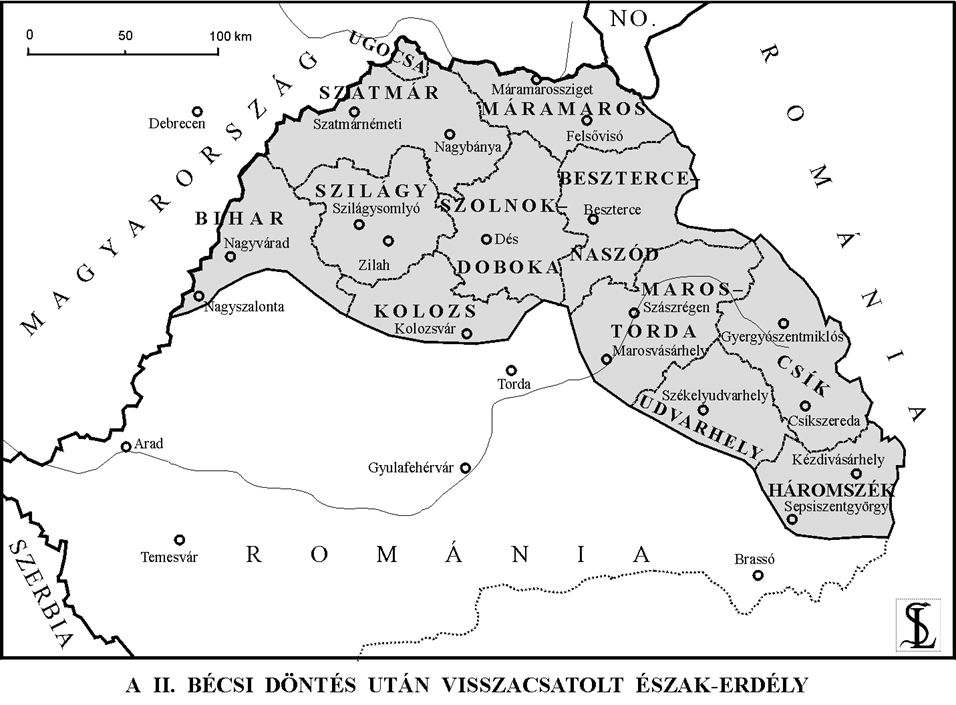 0 50 100 km
NO.
MAGYARORSZÁG
ROMÁNIA
UGOCSA
SZATMÁR
Szatmárnémeti
Nagybánya
Debrecen
Máramarossziget
MÁRAMAROS
Felsővisó
BESZTERCE–
Beszterce
NASZÓD
SZILÁGY
Szilágysomlyó
Zilah
SZOLNOK–
Dés
DOBOKA
BIHAR
Nagyvárad
Nagyszalonta
KOLOZS
Kolozsvár
MAROS–
Szászrégen
TORDA
Marosvásárhely
Gyergyószentmiklós
CSÍK
Csíkszereda
Torda
Székelyudvarhely
UDVARHELY
Arad
Gyulafehérvár
Kézdivásárhely
HÁROMSZÉK
Sepsiszentgyörgy
Temesvár
ROMÁNIA
Brassó
SZERBIA
SL
A II. BÉCSI DÖNTÉS UTÁN VISSZACSATOLT ÉSZAK-ERDÉLY